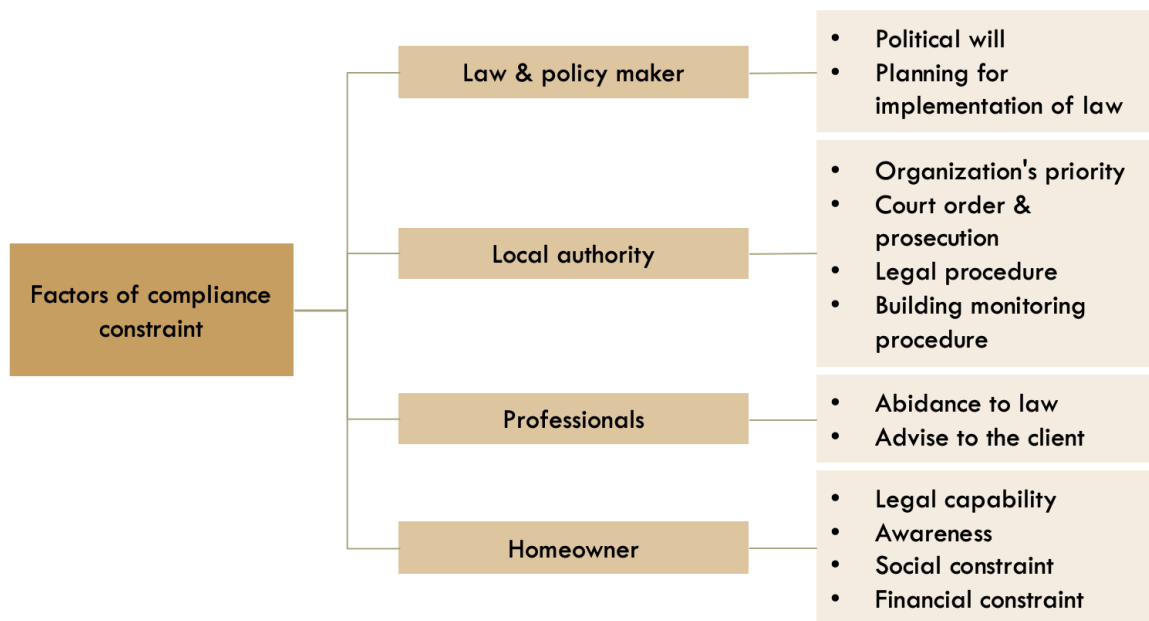 Factors of compliance
constraint
Law & policy maker
• Political will
• Planning for
implementation of law
Local authority
• Organization's priority
• Court order &
prosecution
• Legal procedure
• Building monitoring
procedure
Professionals
• Abidance to law
• Advise to the client
Homeowner
• Legal capability
• Awareness
• Social constraint
• Financial constraint